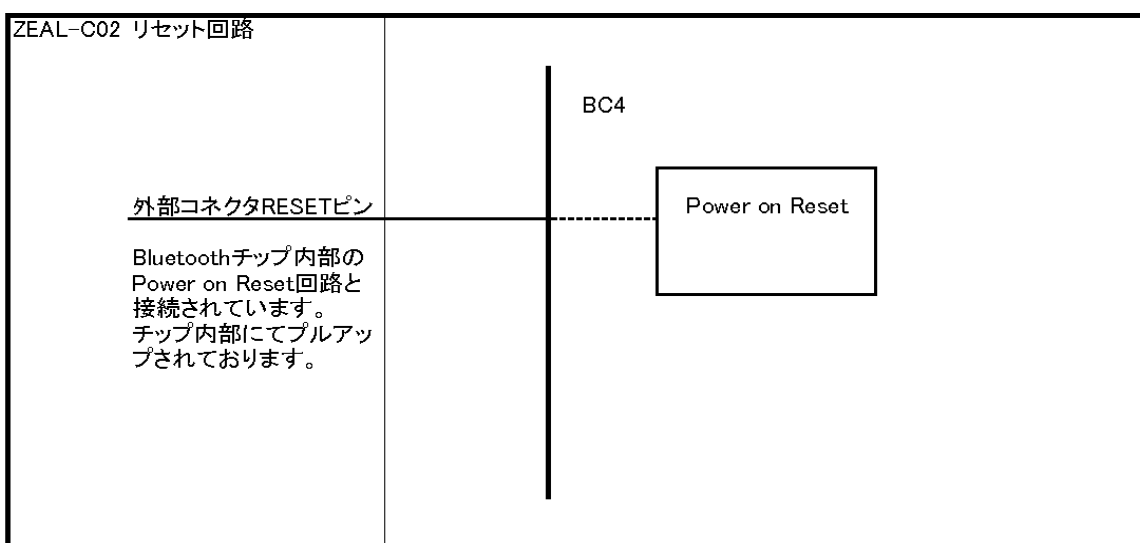 ZEAL-C02 リセット回路
BC4
外部コネクタRESETピン
Power on Reset
Bluetoothチップ内部の
Power on Reset回路と
接続されています。
チップ内部にてプルアッ
プされております。